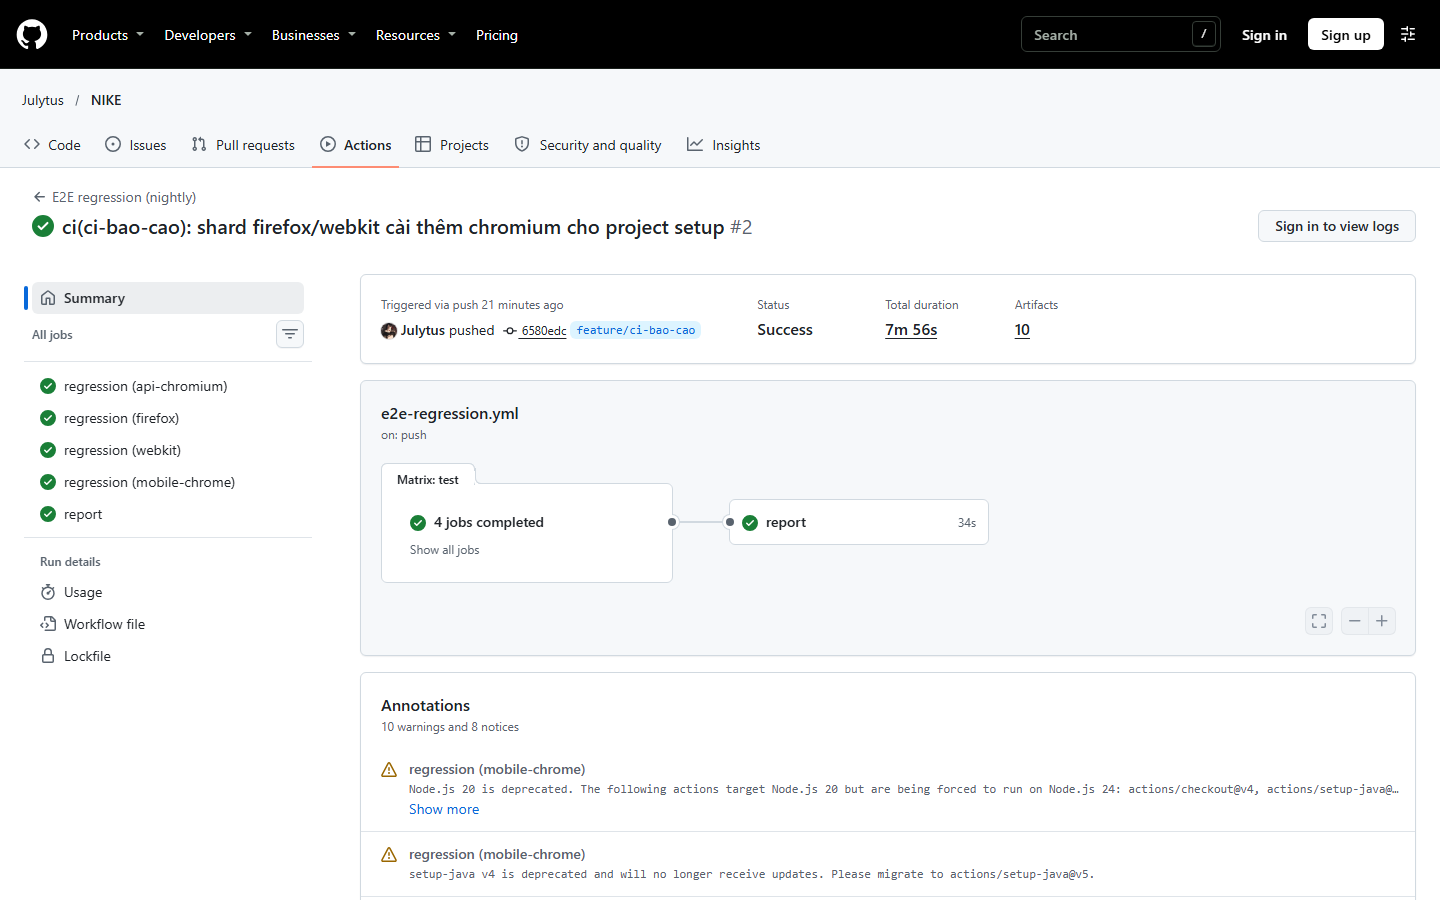 Products
Developers
Businesses
Resources
Pricing
Search /
Sign in
Sign up
Julytus / NIKE
Code
Issues
Pull requests
Actions
Projects
Security and quality
Insights
E2E regression (nightly)
ci(ci-bao-cao): shard firefox/webkit cài thêm chromium cho project setup #2
Sign in to view logs
Summary
All jobs
regression (api-chromium)
regression (firefox)
regression (webkit)
regression (mobile-chrome)
report
Run details
Usage
Workflow file
Lockfile
Triggered via push 21 minutes ago
Julytus pushed 6580edc feature/ci-bao-cao
Status
Success
Total duration
7m 56s
Artifacts
10
e2e-regression.yml
on: push
Matrix: test
4 jobs completed
Show all jobs
report 34s
Annotations
10 warnings and 8 notices
regression (mobile-chrome)
Node.js 20 is deprecated. The following actions target Node.js 20 but are being forced to run on Node.js 24: actions/checkout@v4, actions/setup-java@…
Show more
regression (mobile-chrome)
setup-java v4 is deprecated and will no longer receive updates. Please migrate to actions/setup-java@v5.